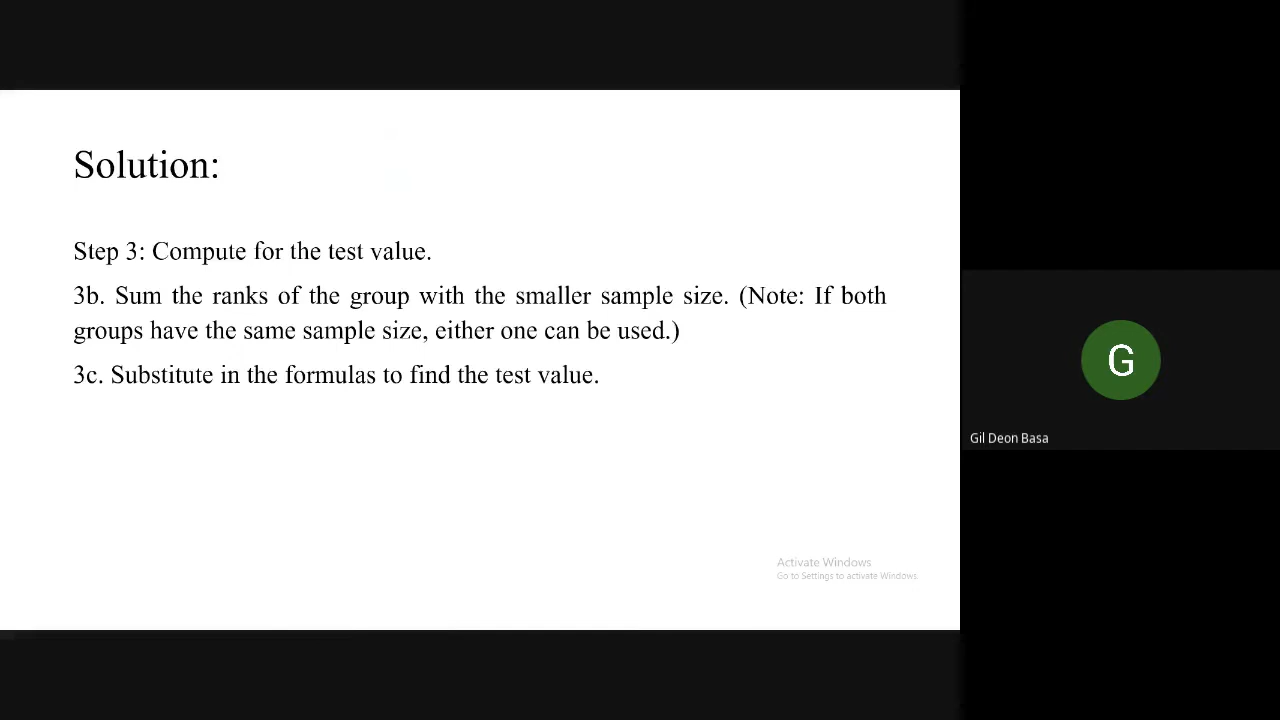 Solution:
Step 3: Compute for the test value.
3b. Sum the ranks of the group with the smaller sample size. (Note: If both
groups have the same sample size, either one can be used.)
3c. Substitute in the formulas to find the test value.
G
Gil Deon Basa
Activate Windows
Go to Settings to activate Windows.